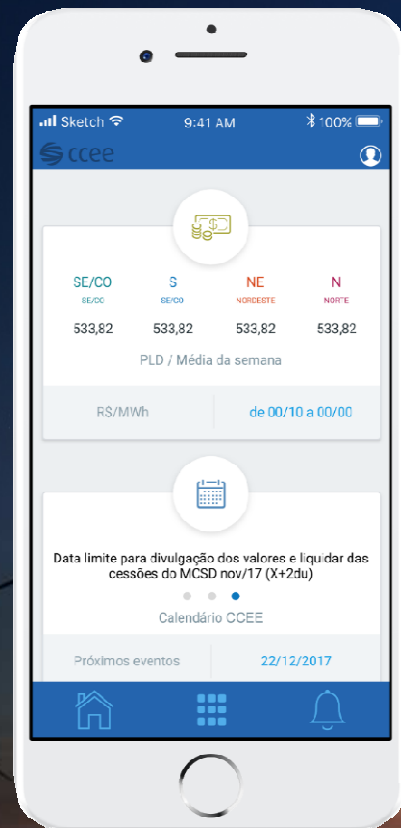 Sketch 9:41 AM 100%
ccee
SE/CO S NE N
SE/CO SE/CO NORDESTE NORTE
533,82 533,82 533,82 533,82
PLD / Média da semana
R$/MWh de 00/10 a 00/00
Data limite para divulgação dos valores e liquidar das
cessões do MCSD nov/17 (X+2du)
Calendário CCEE
Próximos eventos 22/12/2017